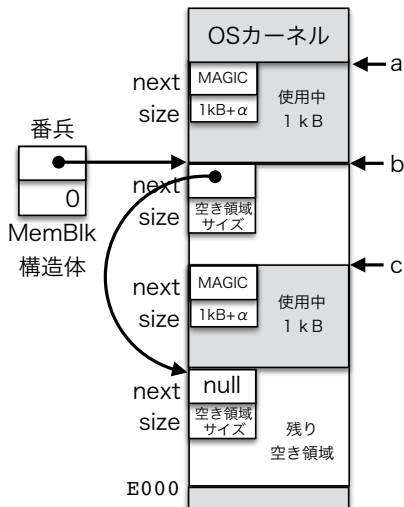 OSカーネル
a
next
MAGIC
size
1kB+α
使用中
1 k B
番兵
0
MemBlk
構造体
b
next
size
空き領域
サイズ
c
next
MAGIC
size
1kB+α
使用中
1 k B
next
null
size
空き領域
サイズ
残り
空き領域
E000